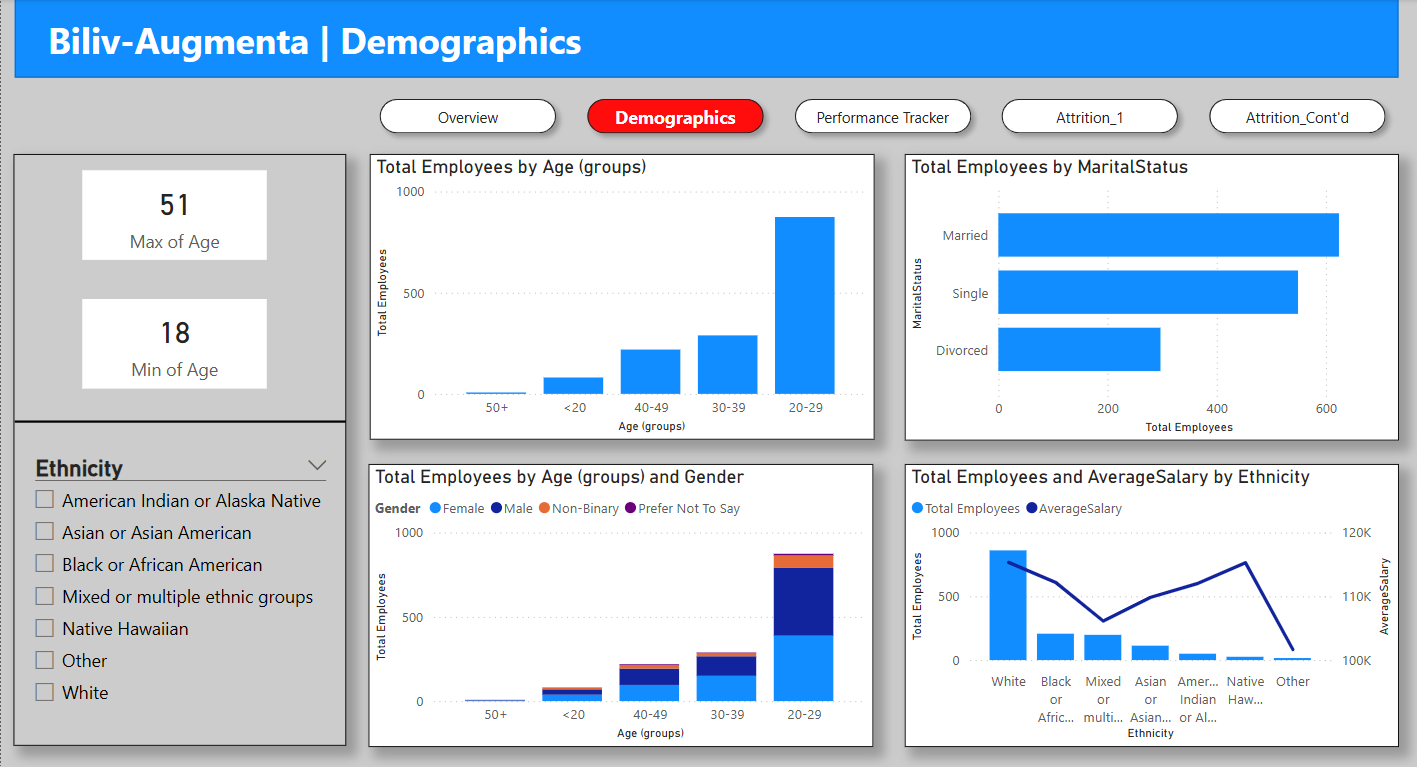 Biliv-Augmenta | Demographics
Overview
Demographics
Performance Tracker
Attrition_1
Attrition_Cont'd
51
Max of Age
18
Min of Age
Ethnicity
American Indian or Alaska Native
Asian or Asian American
Black or African American
Mixed or multiple ethnic groups
Native Hawaiian
Other
White
Total Employees by Age (groups)
1000
500
0
Total Employees
50+
<20
40-49
30-39
20-29
Age (groups)
Total Employees by MaritalStatus
MaritalStatus
Married
Single
Divorced
0
200
400
600
Total Employees
Total Employees by Age (groups) and Gender
Gender Female Male Non-Binary Prefer Not To Say
1000
500
0
Total Employees
50+
<20
40-49
30-39
20-29
Age (groups)
Total Employees and AverageSalary by Ethnicity
Total Employees AverageSalary
1000
500
0
Total Employees
120K
110K
100K
AverageSalary
White
Black
or
Afric...
Mixed
or
multi...
Asian
or
Asian...
Amer...
Indian
or Al...
Native
Haw...
Other
Ethnicity